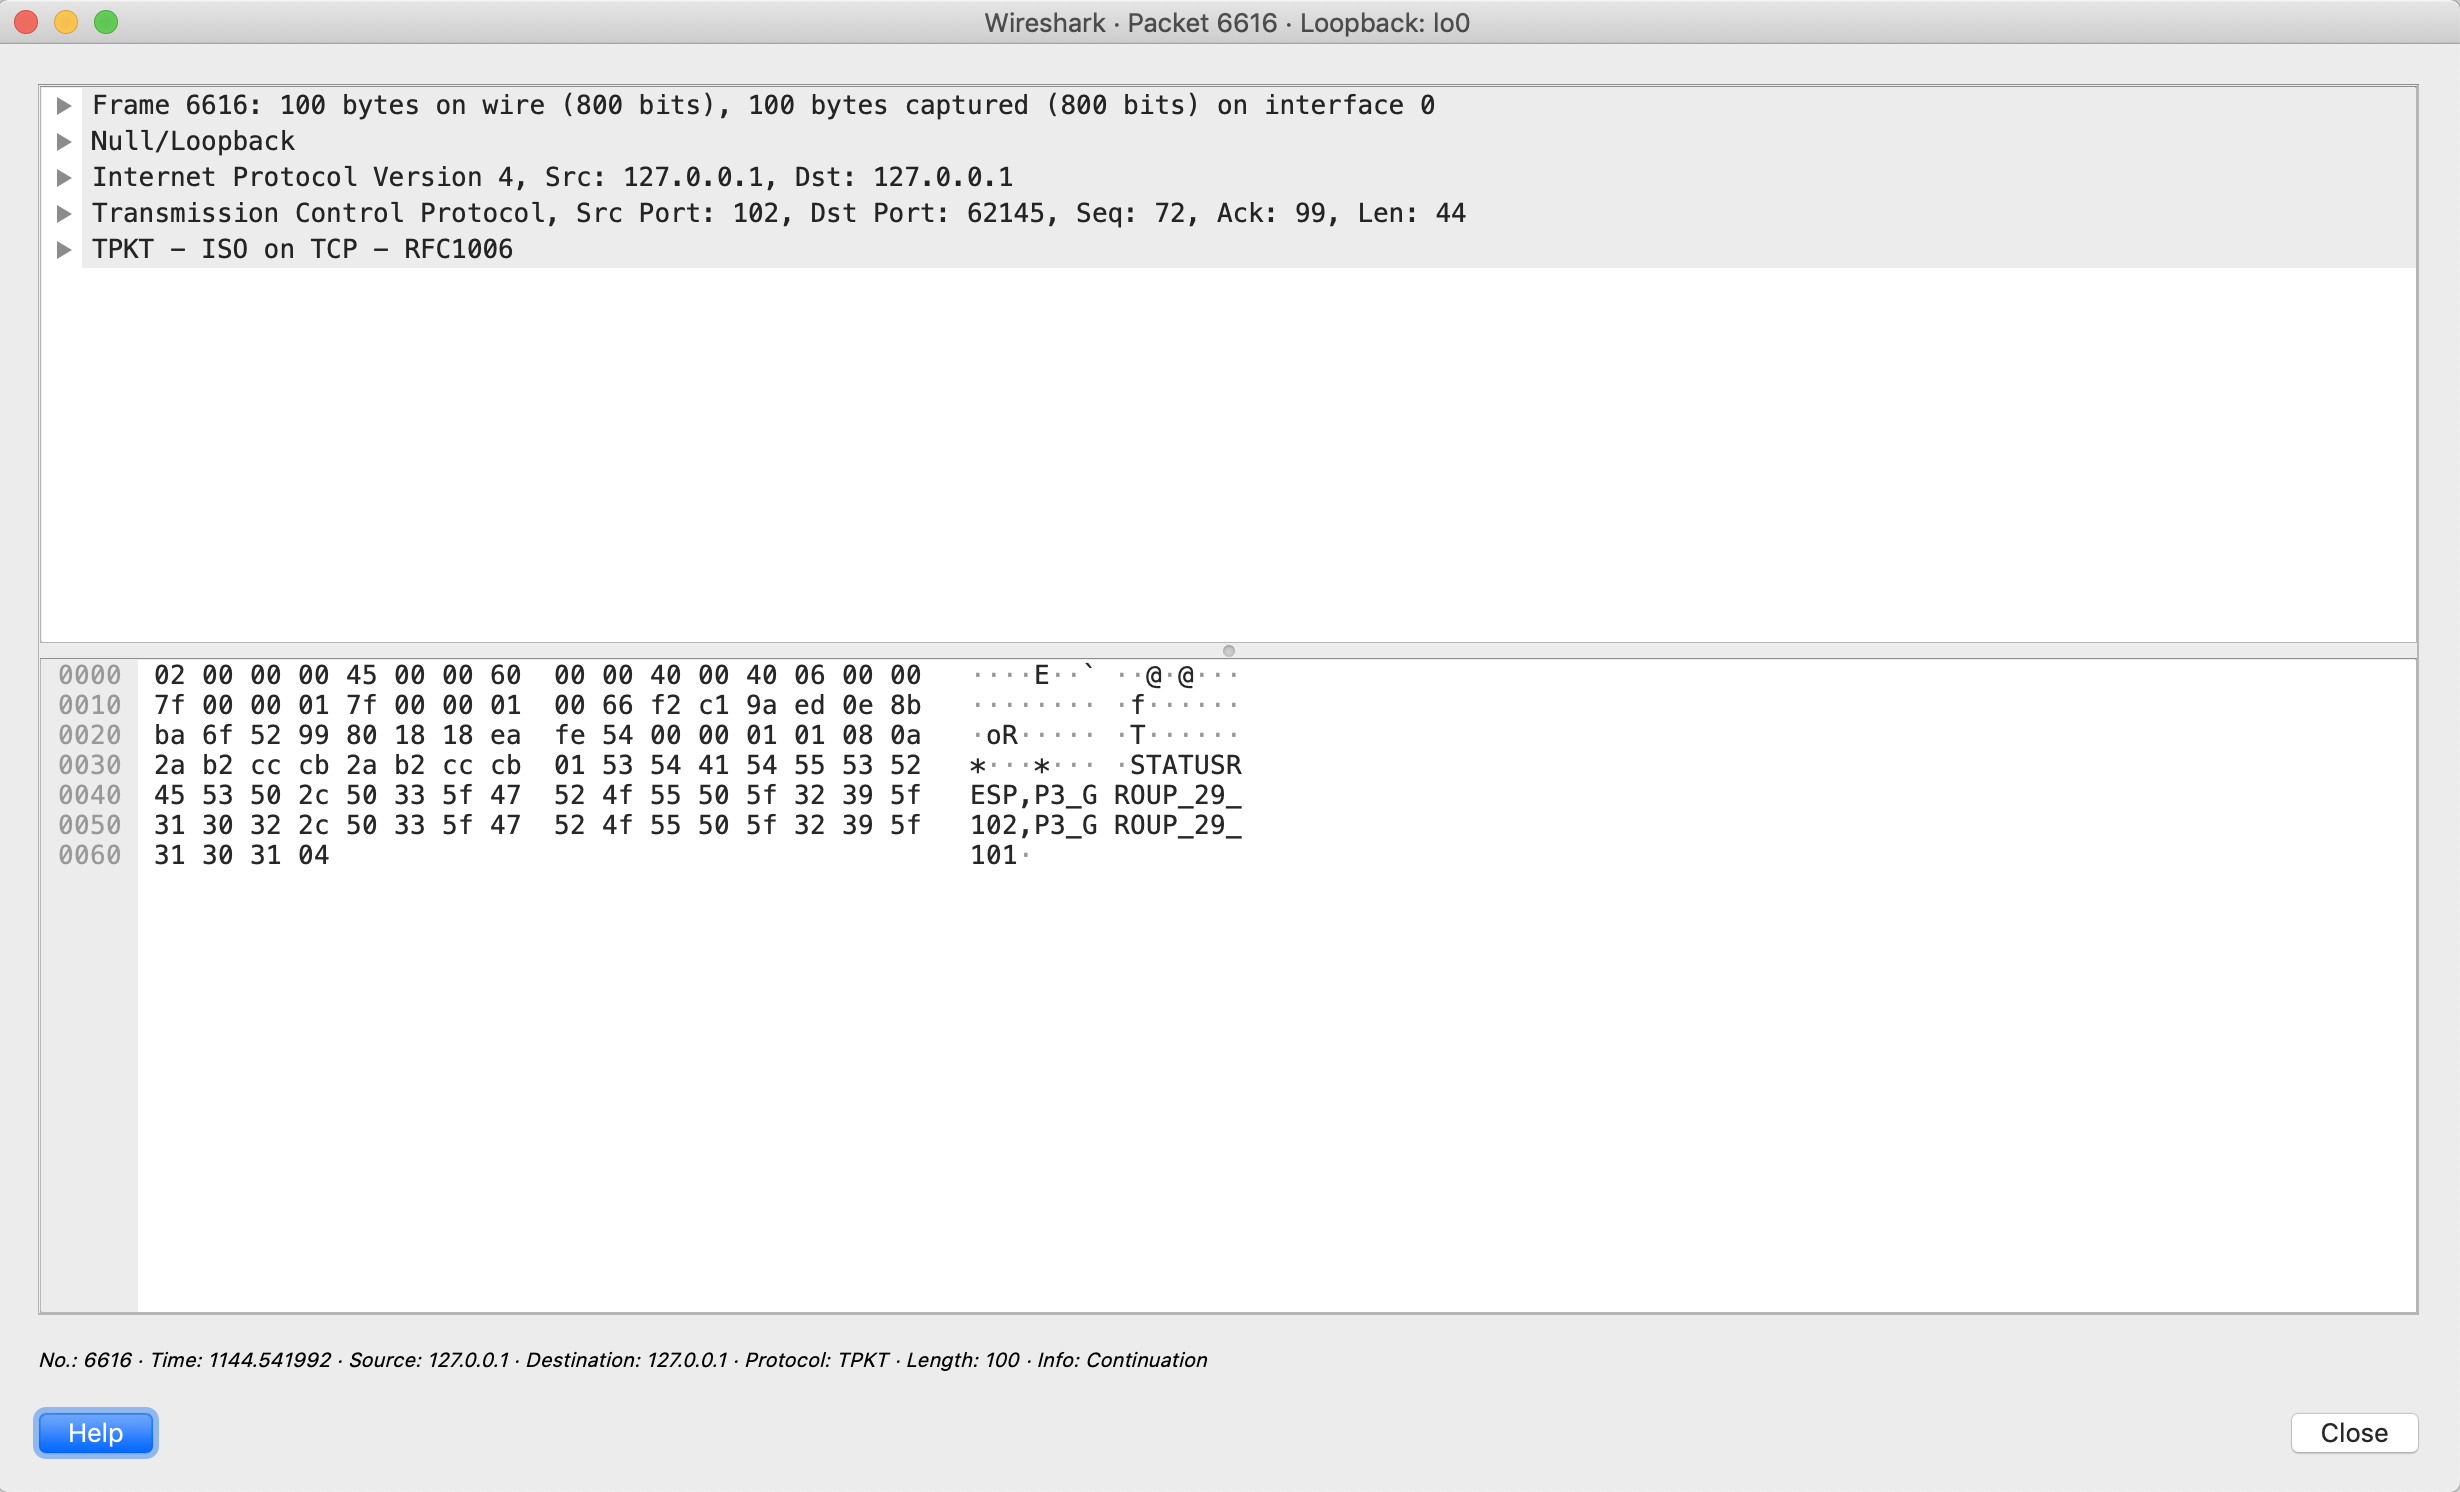 Wireshark · Packet 6616 · Loopback: lo0
Frame 6616: 100 bytes on wire (800 bits), 100 bytes captured (800 bits) on interface 0
Null/Loopback
Internet Protocol Version 4, Src: 127.0.0.1, Dst: 127.0.0.1
Transmission Control Protocol, Src Port: 102, Dst Port: 62145, Seq: 72, Ack: 99, Len: 44
TPKT – ISO on TCP – RFC1006
0000 02 00 00 00 45 00 00 60 00 00 40 00 40 06 00 00 ····E··` ··@·@···
0010 7f 00 00 01 7f 00 00 01 00 66 f2 c1 9a ed 0e 8b ········ ·f······
0020 ba 6f 52 99 80 18 18 ea fe 54 00 00 01 01 08 0a ·oR····· ·T······
0030 2a b2 cc cb 2a b2 cc cb 01 53 54 41 54 55 53 52 *···*··· ·STATUSR
0040 45 53 50 2c 50 33 5f 47 52 4f 55 50 5f 32 39 5f ESP,P3_G ROUP_29_
0050 31 30 32 2c 50 33 5f 47 52 4f 55 50 5f 32 39 5f 102,P3_G ROUP_29_
0060 31 30 31 04 101·
No.: 6616 · Time: 1144.541992 · Source: 127.0.0.1 · Destination: 127.0.0.1 · Protocol: TPKT · Length: 100 · Info: Continuation
Help
Close